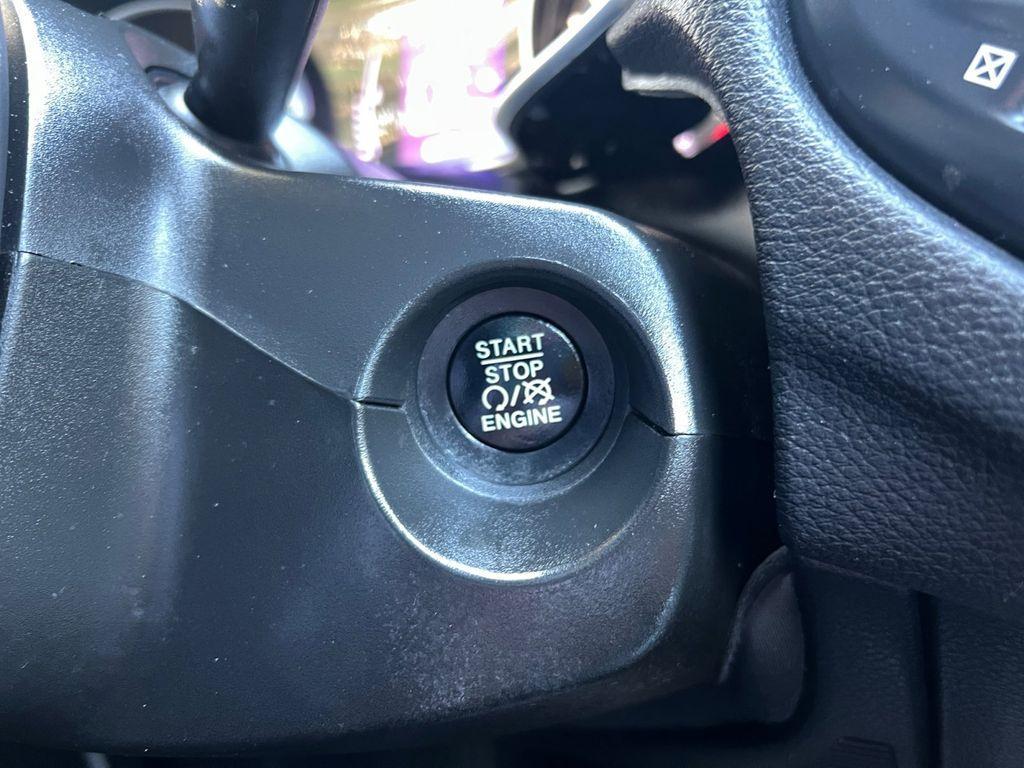 START
STOP
/
ENGINE